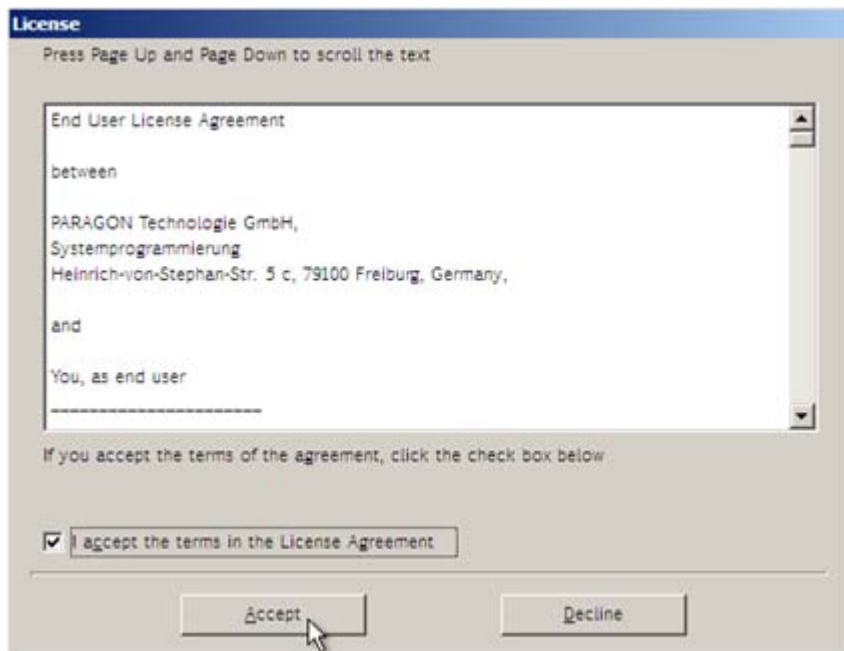 License
Press Page Up and Page Down to scroll the text
End User License Agreement
between
PARAGON Technologie GmbH,
Systemprogrammierung
Heinrich-von-Stephan-Str. 5 c, 79100 Freiburg, Germany,
and
You, as end user
----------------------
If you accept the terms of the agreement, click the check box below
I accept the terms in the License Agreement
Accept
Decline